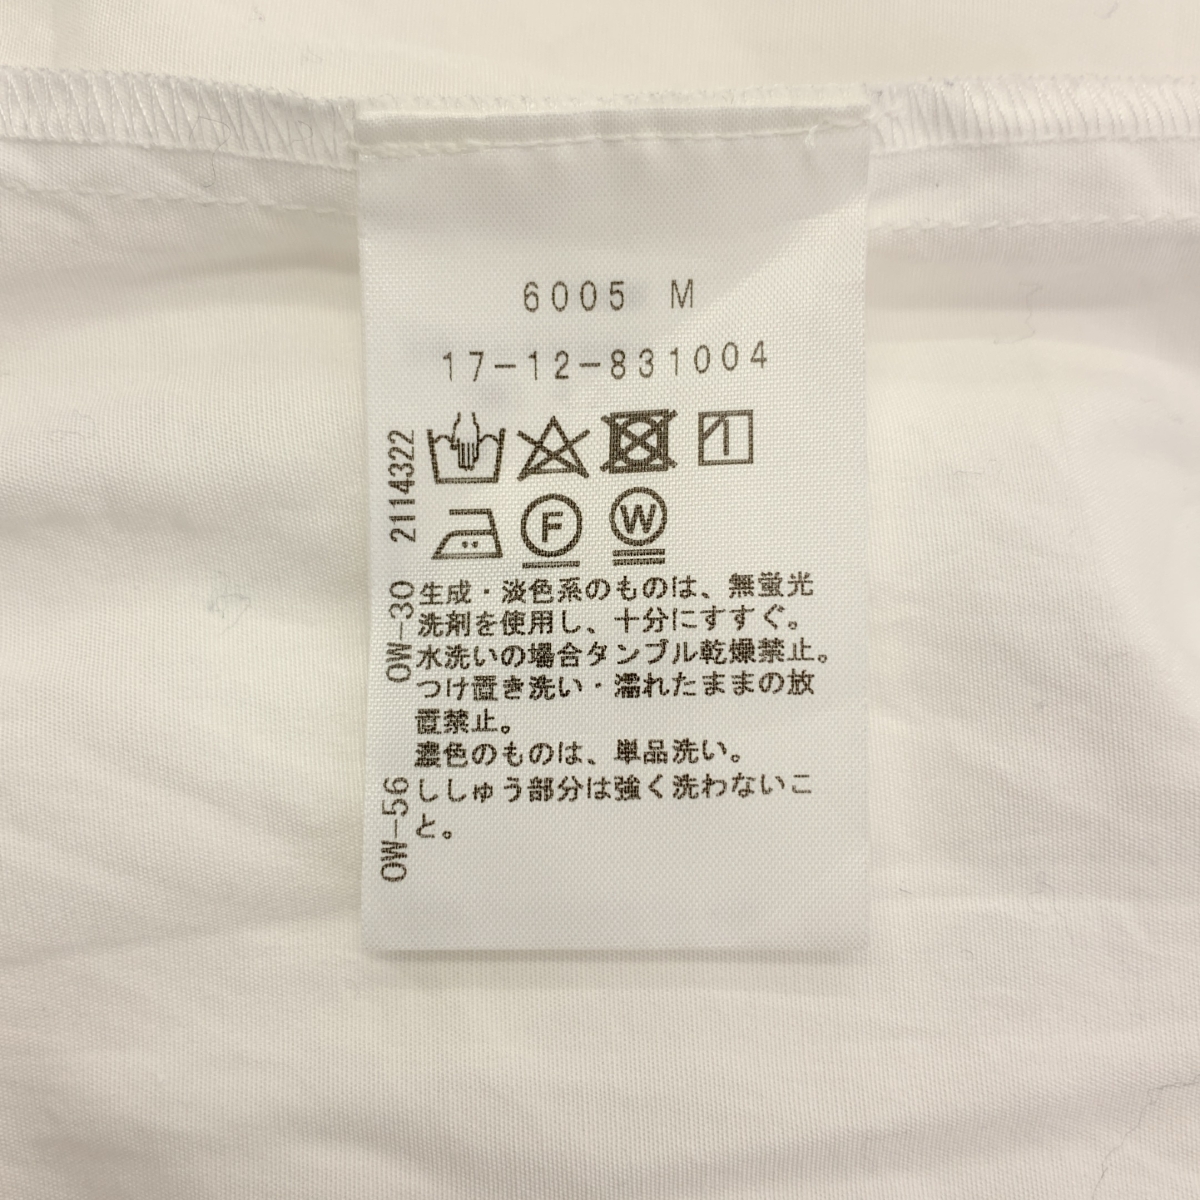 6005 M
17-12-831004
F W
生成・淡色系のものは、無蛍光
洗剤を使用し、十分にすすぐ。
水洗いの場合タンブル乾燥禁止。
つけ置き洗い・濡れたままの放
置禁止。
濃色のものは、単品洗い。
ししゅう部分は強く洗わないこ
と。
OW-56 OW-30 2114322